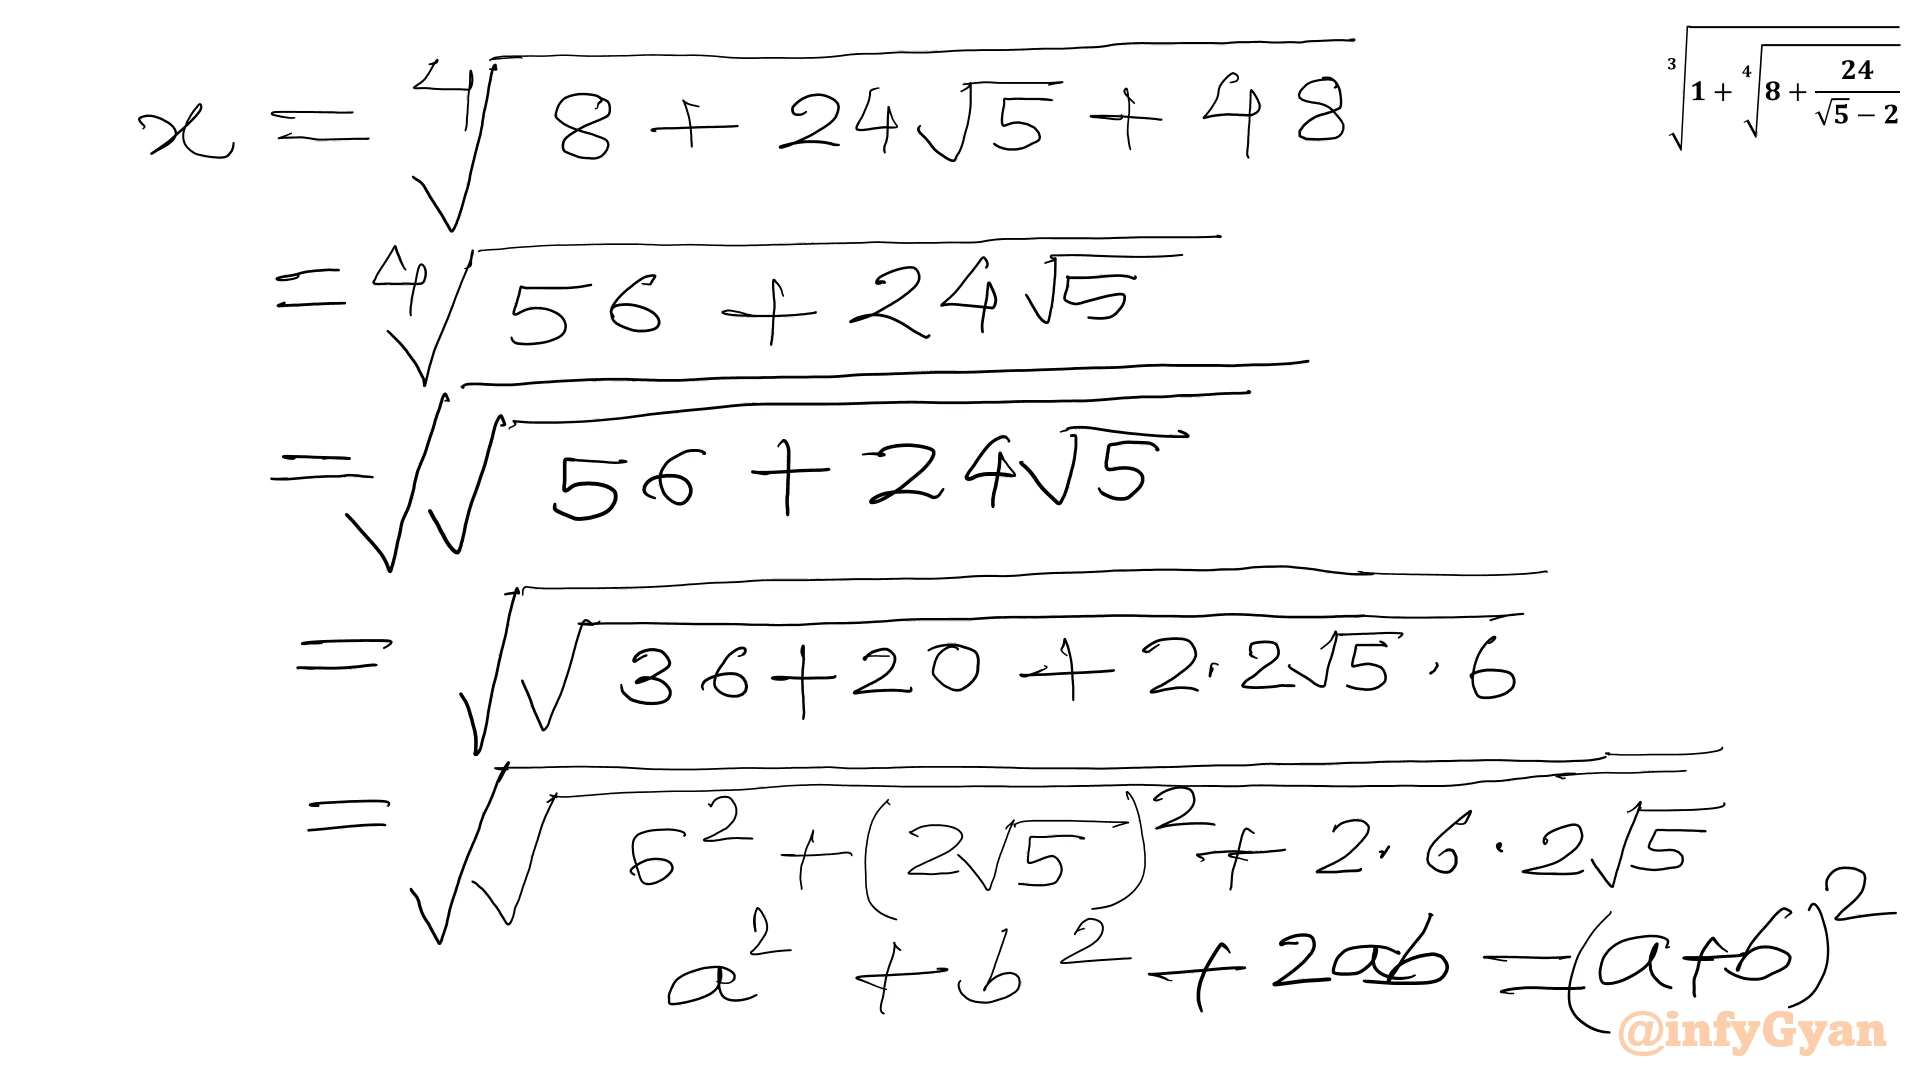 x = ∜(8 + 24√5 + 48)
∛(1 + ∜(8 + 24/(√5 − 2)))
= ∜(56 + 24√5)
= √(√(56 + 24√5))
= √(√(36 + 20 + 2·2√5·6))
= √(√(6² + (2√5)² + 2·6·2√5))
a² + b² + 2ab = (a+b)²
@infyGyan